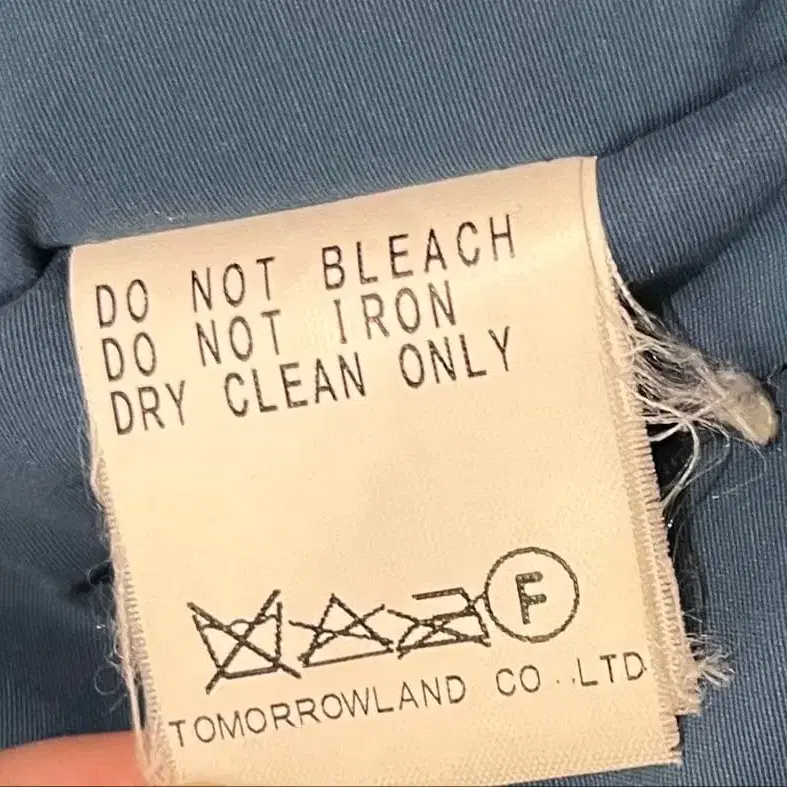 DO NOT BLEACH
DO NOT IRON
DRY CLEAN ONLY
F
TOMORROWLAND CO.,LTD